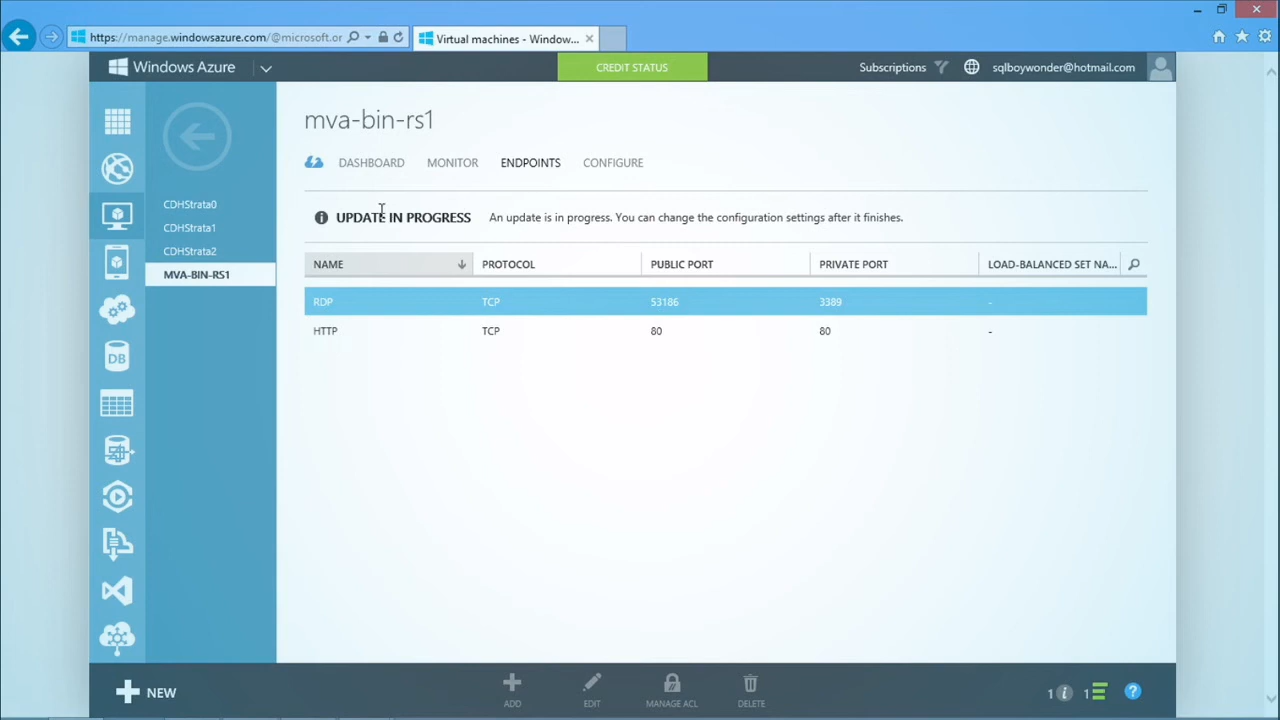 https://manage.windowsazure.com/@microsoft.or
Virtual machines - Window...
Windows Azure
CREDIT STATUS
Subscriptions
sqlboywonder@hotmail.com
mva-bin-rs1
DASHBOARD MONITOR ENDPOINTS CONFIGURE
CDHStrata0
CDHStrata1
CDHStrata2
MVA-BIN-RS1
UPDATE IN PROGRESS An update is in progress. You can change the configuration settings after it finishes.
NAME PROTOCOL PUBLIC PORT PRIVATE PORT LOAD-BALANCED SET NA...
RDP TCP 53186 3389 -
HTTP TCP 80 80 -
DB
NEW
ADD EDIT MANAGE ACL DELETE
1 i 1 ?